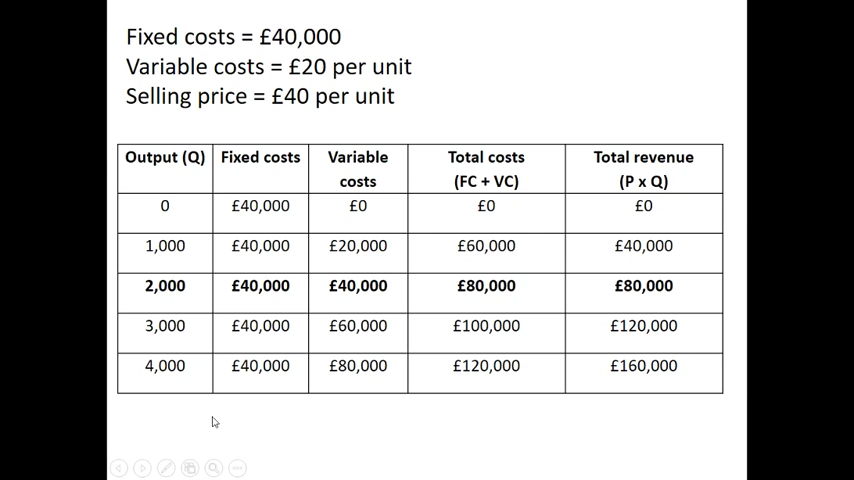 Fixed costs = £40,000
Variable costs = £20 per unit
Selling price = £40 per unit
Output (Q) Fixed costs Variable costs Total costs (FC + VC) Total revenue (P x Q)
0 £40,000 £0 £0 £0
1,000 £40,000 £20,000 £60,000 £40,000
2,000 £40,000 £40,000 £80,000 £80,000
3,000 £40,000 £60,000 £100,000 £120,000
4,000 £40,000 £80,000 £120,000 £160,000